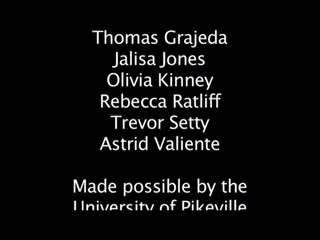 Thomas Grajeda
Jalisa Jones
Olivia Kinney
Rebecca Ratliff
Trevor Setty
Astrid Valiente
Made possible by the
University of Pikeville